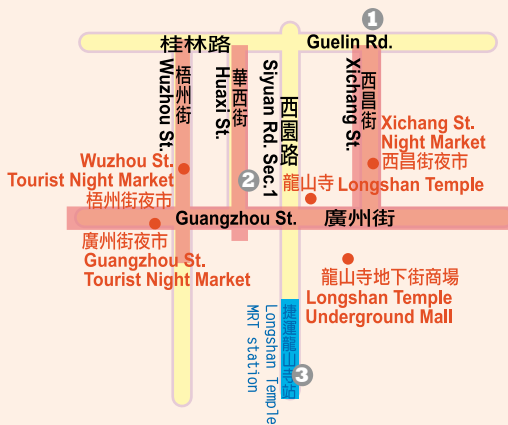 1
桂林路
Guelin Rd.
Wuzhou St.
梧州街
Huaxi St.
華西街
Siyuan Rd. Sec.1
西園路
Xichang St.
西昌街
Xichang St.
Night Market
西昌街夜市
Wuzhou St.
Tourist Night Market
梧州街夜市
2
龍山寺 Longshan Temple
Guangzhou St.
廣州街
廣州街夜市
Guangzhou St.
Tourist Night Market
龍山寺地下街商場
Longshan Temple
Underground Mall
Longshan Temple
MRT station
捷運龍山寺站
3